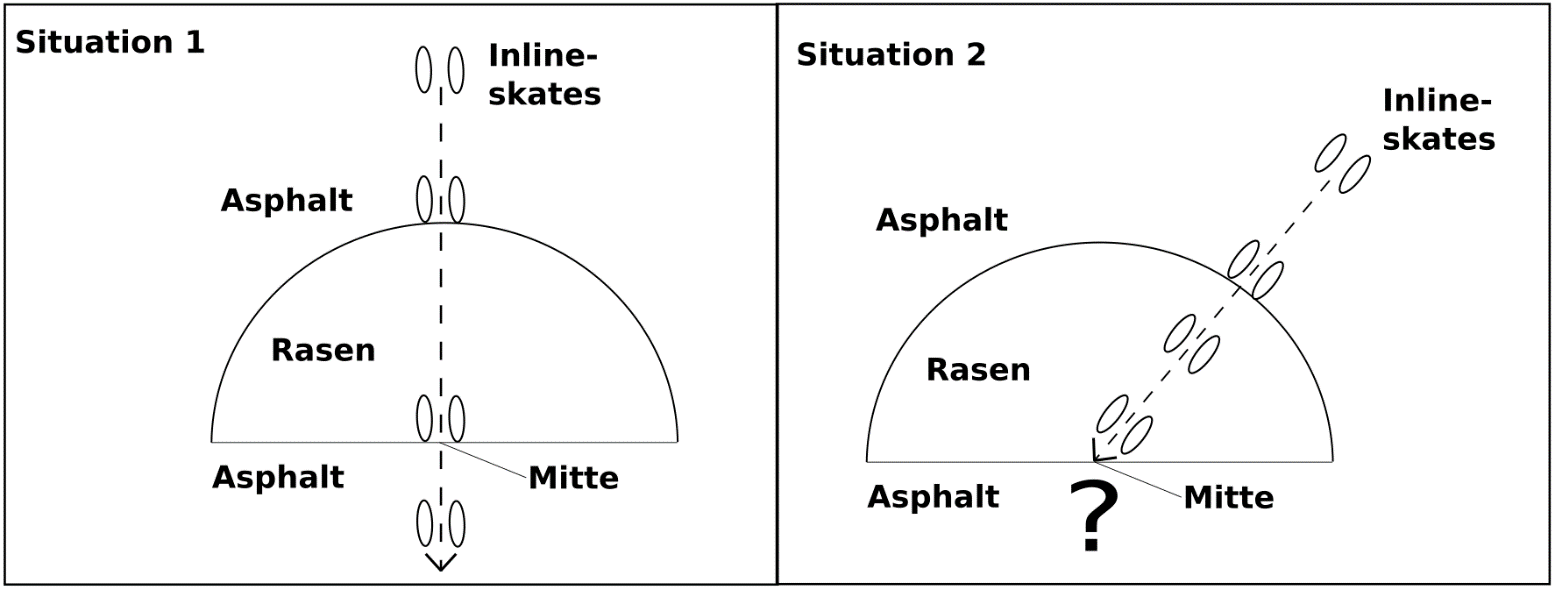 Situation 1
Inline-
skates
Asphalt
Rasen
Asphalt
Mitte
Situation 2
Inline-
skates
Asphalt
Rasen
Asphalt
Mitte
?